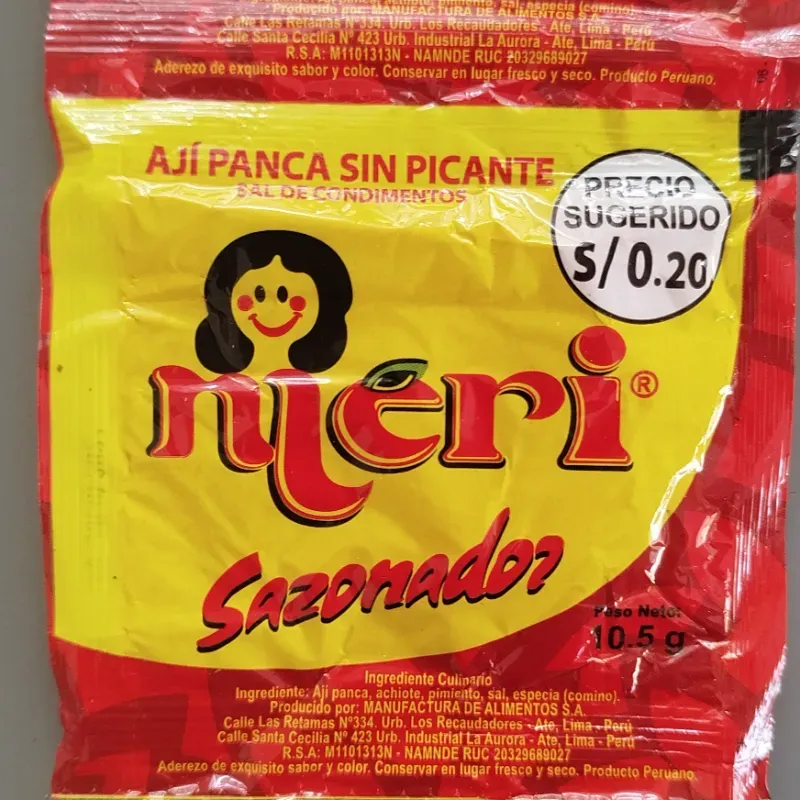 Producido por: MANUFACTURA DE ALIMENTOS S.A.
Calle Las Retamas Nº 334. Urb. Los Recaudadores - Ate, Lima - Perú
Calle Santa Cecilia Nº 423 Urb. Industrial La Aurora - Ate, Lima - Perú
R.S.A: M1101313N - NAMNDE RUC 20329689027
Aderezo de exquisito sabor y color. Conservar en lugar fresco y seco. Producto Peruano.
AJÍ PANCA SIN PICANTE
SAL DE CONDIMENTOS
PRECIO
SUGERIDO
S/ 0.20
meri®
Sazonador
Peso Neto:
10.5 g
Ingrediente Culinario
Ingrediente: Ají panca, achiote, pimiento, sal, especia (comino).
Producido por: MANUFACTURA DE ALIMENTOS S.A.
Calle Las Retamas Nº334. Urb. Los Recaudadores - Ate, Lima - Perú
Calle Santa Cecilia Nº 423 Urb. Industrial La Aurora - Ate, Lima - Perú
R.S.A: M1101313N - NAMNDE RUC 20329689027
Aderezo de exquisito sabor y color. Conservar en lugar fresco y seco. Producto Peruano.